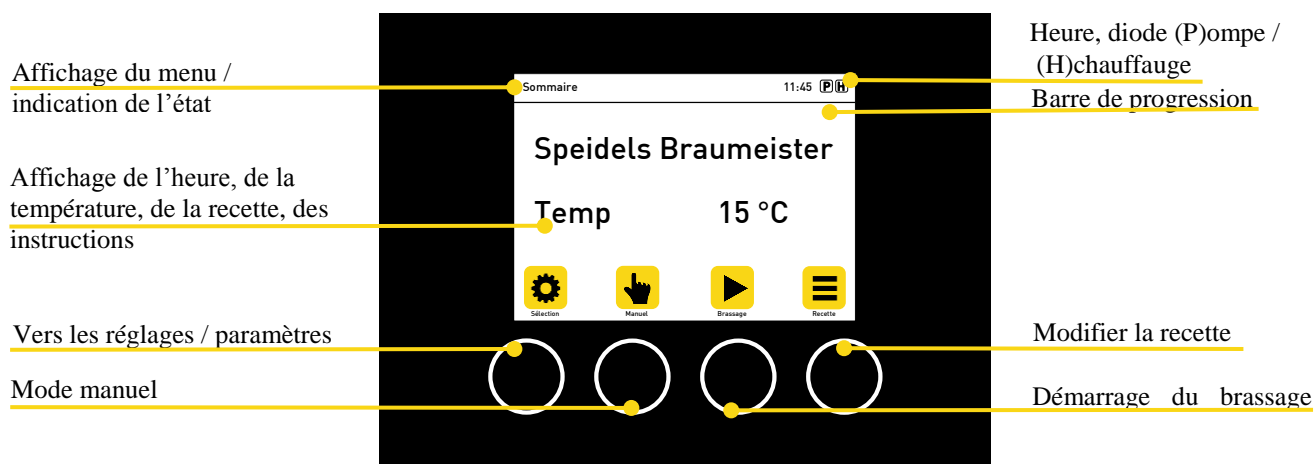 Affichage du menu /
indication de l’état
Affichage de l’heure, de la
température, de la recette, des
instructions
Vers les réglages / paramètres
Mode manuel
Sommaire
11:45 P H
Speidels Braumeister
Temp 15 °C
Sélection Manuel Brassage Recette
Heure, diode (P)ompe /
(H)chauffauge
Barre de progression
Modifier la recette
Démarrage du brassage